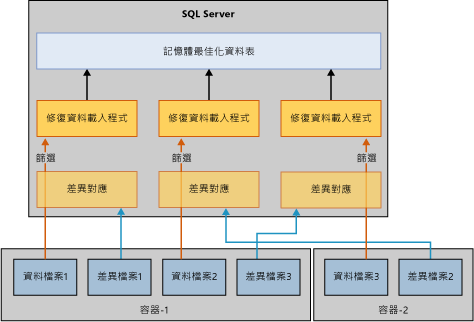 SQL Server
記憶體最佳化資料表
修復資料載入程式
修復資料載入程式
修復資料載入程式
篩選
篩選
篩選
差異對應
差異對應
差異對應
資料檔案1
差異檔案1
資料檔案2
差異檔案3
資料檔案3
差異檔案2
容器-1
容器-2